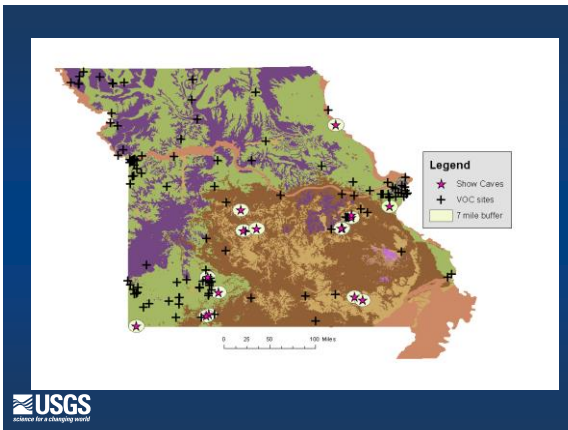 Legend
Show Caves
VOC sites
7 mile buffer
0 25 50 100 Miles
USGS
science for a changing world